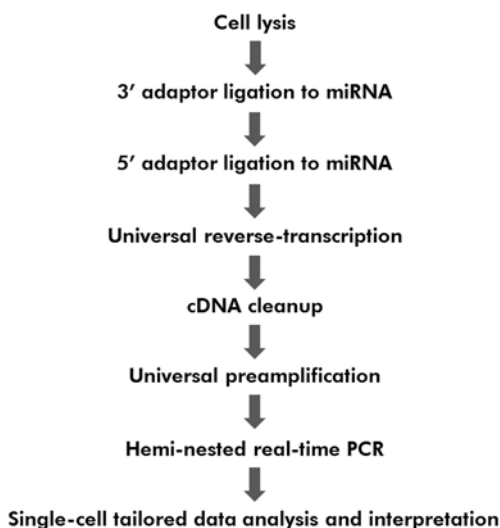 Cell lysis
3′ adaptor ligation to miRNA
5′ adaptor ligation to miRNA
Universal reverse-transcription
cDNA cleanup
Universal preamplification
Hemi-nested real-time PCR
Single-cell tailored data analysis and interpretation